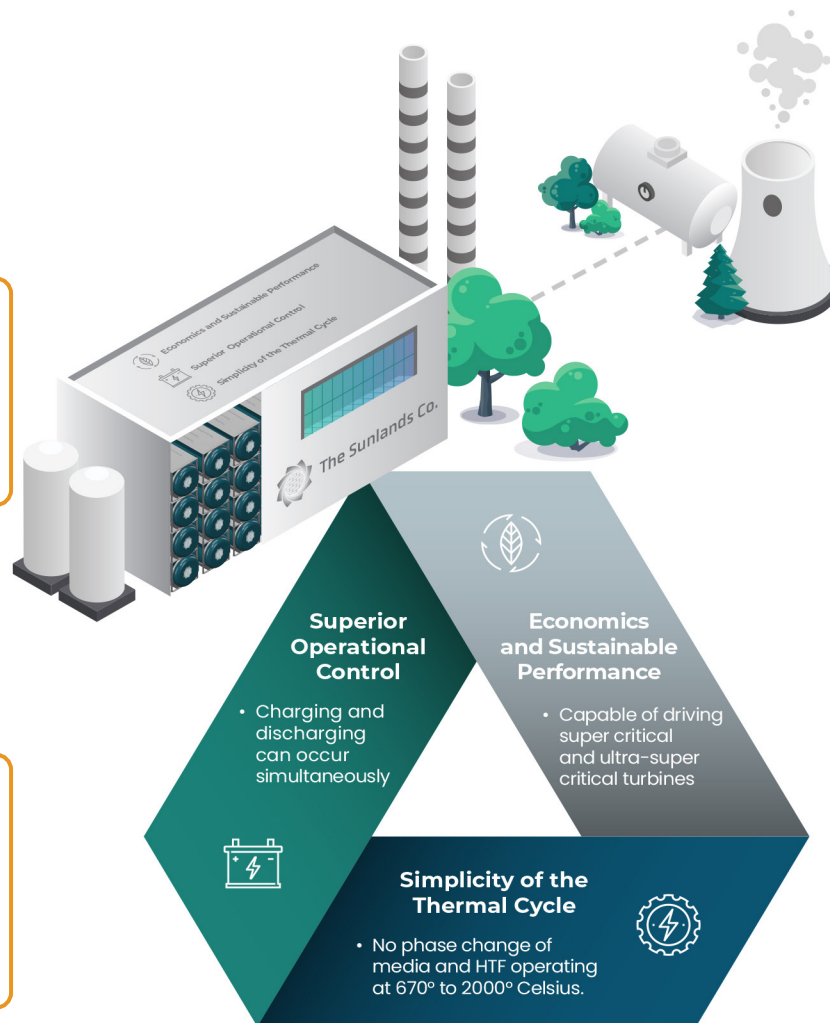 Economics and Sustainable Performance
Superior Operational Control
Simplicity of the Thermal Cycle
The Sunlands Co.
Superior
Operational
Control
• Charging and
discharging
can occur
simultaneously
Economics
and Sustainable
Performance
• Capable of driving
super critical
and ultra-super
critical turbines
Simplicity of the
Thermal Cycle
• No phase change of
media and HTF operating
at 670° to 2000° Celsius.